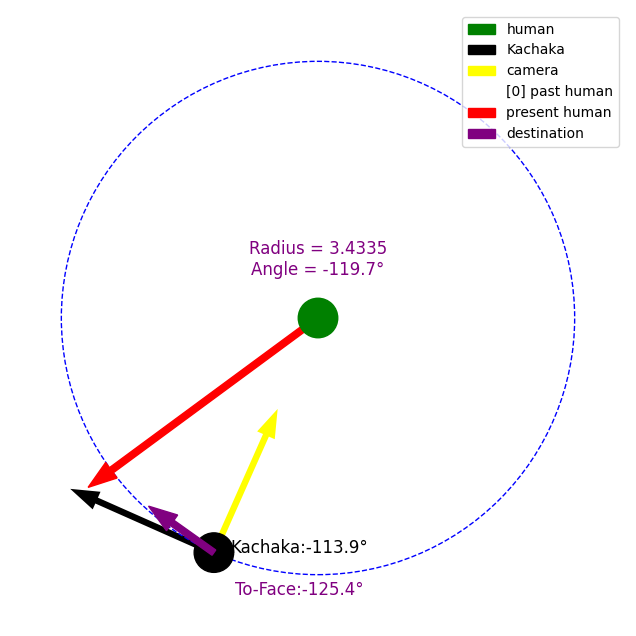 human
Kachaka
camera
[0] past human
present human
destination
Radius = 3.4335
Angle = -119.7°
Kachaka:-113.9°
To-Face:-125.4°